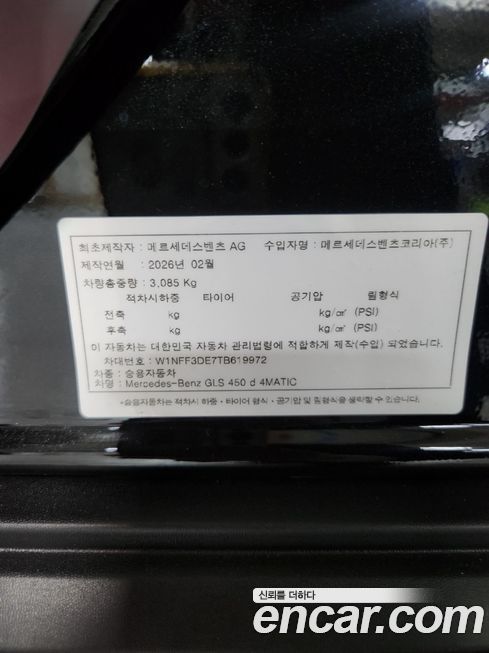 최초제작자 : 메르세데스벤츠 AG 수입자명 : 메르세데스벤츠코리아(주)
제작연월 : 2026년 02월
차량총중량 : 3,085 Kg
적차시하중 타이어 공기압 림형식
전축 kg kg/㎠ (PSI)
후축 kg kg/㎠ (PSI)
이 자동차는 대한민국 자동차 관리법령에 적합하게 제작(수입) 되었습니다.
차대번호 : W1NFF3DE7TB619972
차종 : 승용자동차
차명 : Mercedes-Benz GLS 450 d 4MATIC
*승용자동차는 적차시 하중·타이어 형식·공기압 및 림형식을 생략할 수 있습니다.
신뢰를 더하다
encar.com